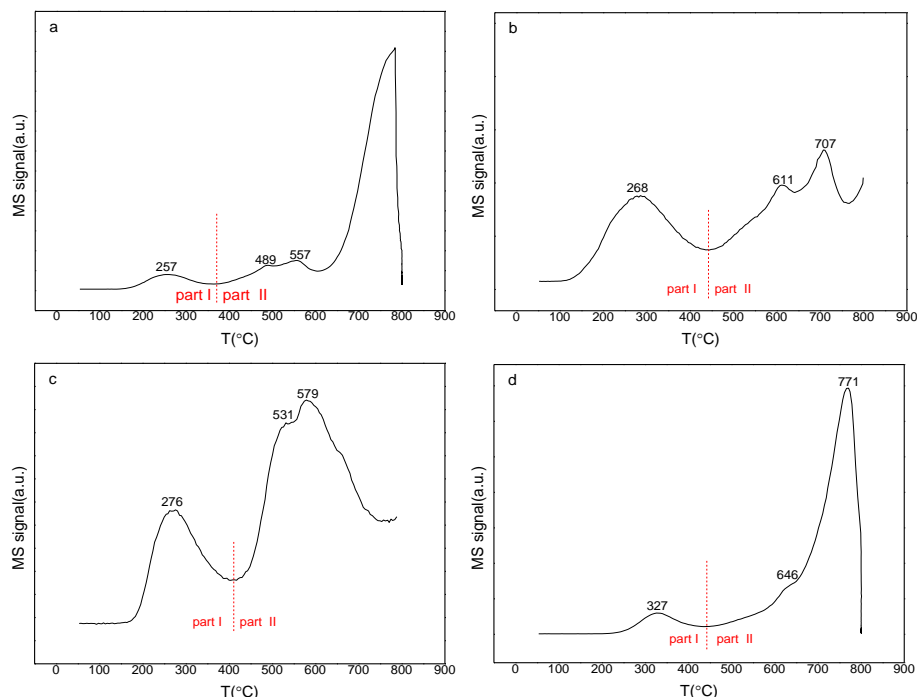 a
257
489
557
part I part II
0 100 200 300 400 500 600 700 800 900
T(°C)
MS signal(a.u.)
b
268
611
707
part I part II
0 100 200 300 400 500 600 700 800 900
T(°C)
MS signal(a.u.)
c
276
531
579
part I part II
0 100 200 300 400 500 600 700 800 900
T(°C)
MS signal(a.u.)
d
327
646
771
part I part II
0 100 200 300 400 500 600 700 800 900
T(°C)
MS signal(a.u.)